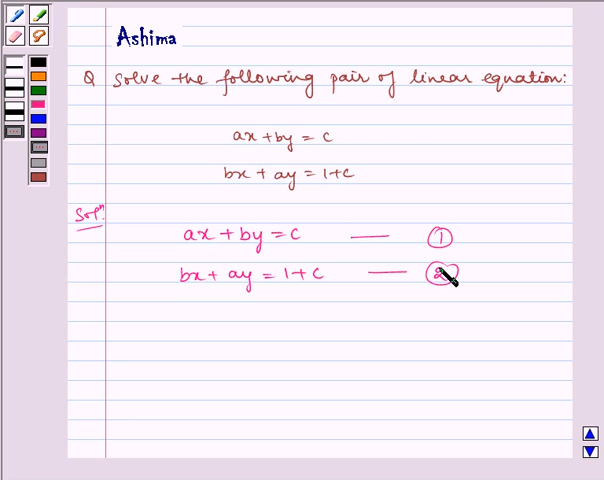 Ashima
Q Solve the following pair of linear equation:
ax + by = c
bx + ay = 1+c
Solⁿ:
ax + by = c —— ①
bx + ay = 1+c —— ②